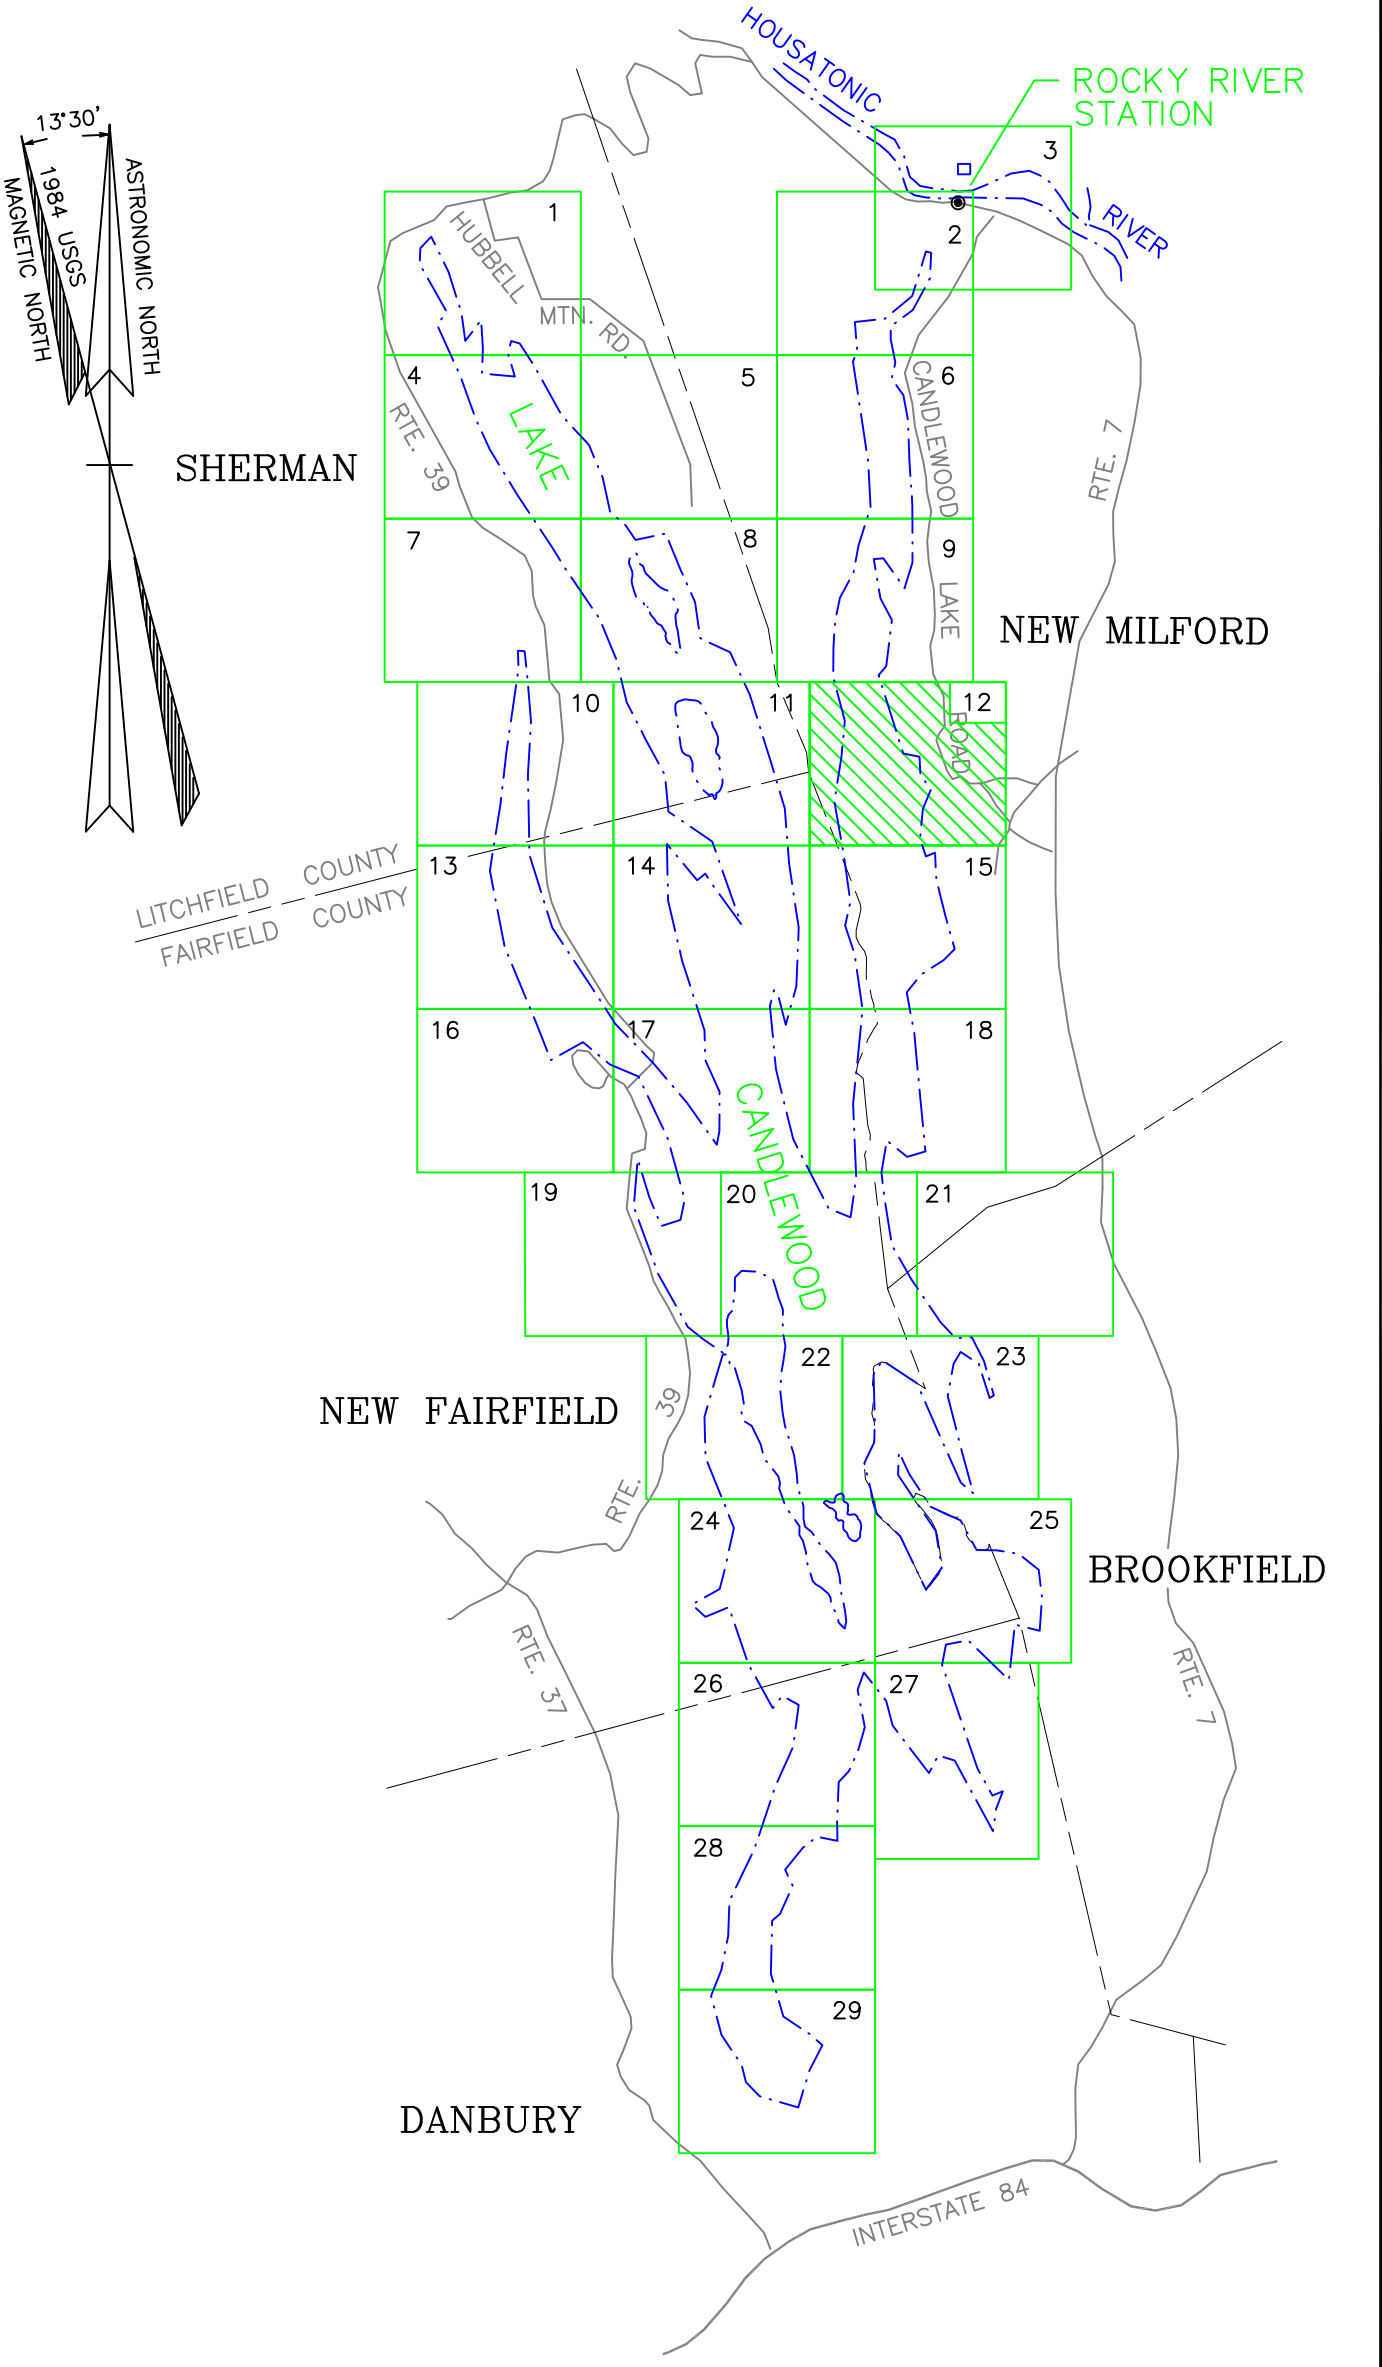 HOUSATONIC
RIVER
ROCKY RIVER
STATION
13°30'
1984 USGS
MAGNETIC NORTH
ASTRONOMIC NORTH
1
2
3
HUBBELL
MTN. RD.
4
5
6
RTE. 39
LAKE
CANDLEWOOD
RTE. 7
SHERMAN
7
8
9
LAKE
NEW MILFORD
10
11
12
ROAD
LITCHFIELD COUNTY
FAIRFIELD COUNTY
13
14
15
16
17
18
CANDLEWOOD
19
20
21
22
23
NEW FAIRFIELD
RTE. 39
24
25
BROOKFIELD
RTE. 37
26
27
RTE. 7
28
29
DANBURY
INTERSTATE 84